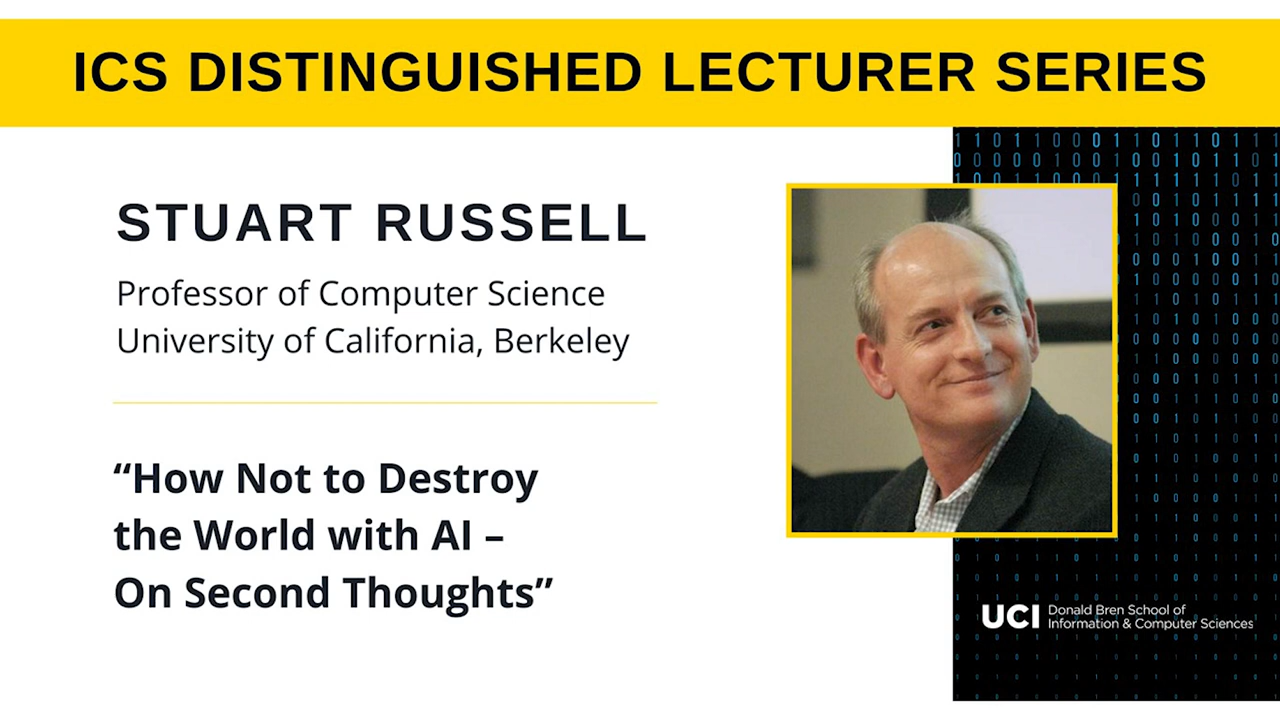 ICS DISTINGUISHED LECTURER SERIES
STUART RUSSELL
Professor of Computer Science
University of California, Berkeley
“How Not to Destroy
the World with AI –
On Second Thoughts”
UCI Donald Bren School of
Information & Computer Sciences